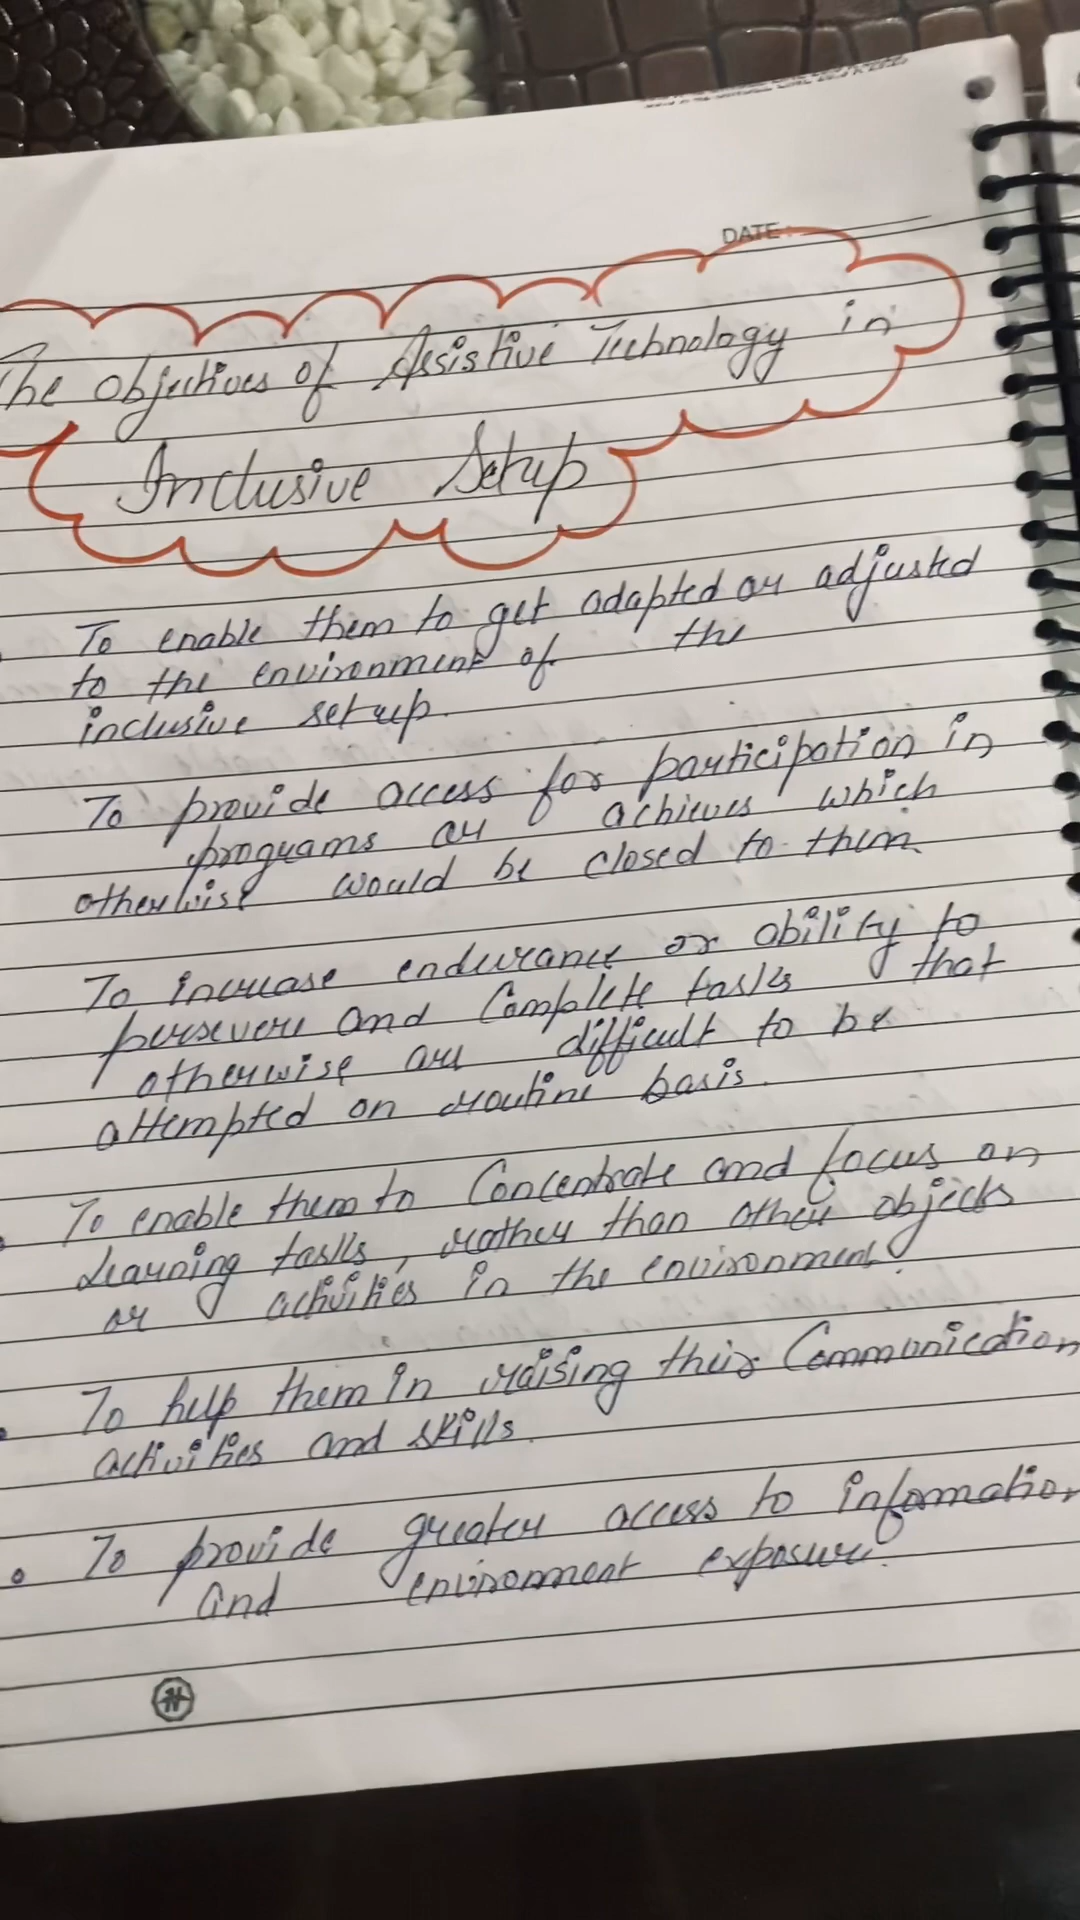 DATE:
The Objectives of Assistive Technology in
Inclusive Setup
To enable them to get adapted or adjusted
to the environment of the
inclusive set up.
To provide access for participation in
programs or achieves which
otherwise would be closed to them.
To increase endurance or ability to
persevere and Complete tasks that
otherwise are difficult to be
attempted on routine basis.
To enable them to Concentrate and focus on
learning tasks, rather than other objects
or activities in the environment.
To help them in raising their Communication
activities and skills.
To provide greater access to infomation
and environment exposure.